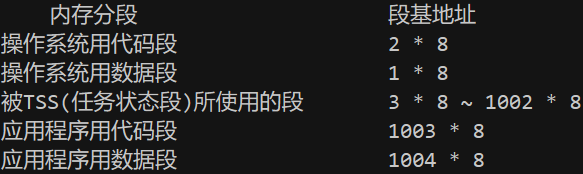 内存分段 段基地址
操作系统用代码段 2 * 8
操作系统用数据段 1 * 8
被TSS(任务状态段)所使用的段 3 * 8 ~ 1002 * 8
应用程序用代码段 1003 * 8
应用程序用数据段 1004 * 8